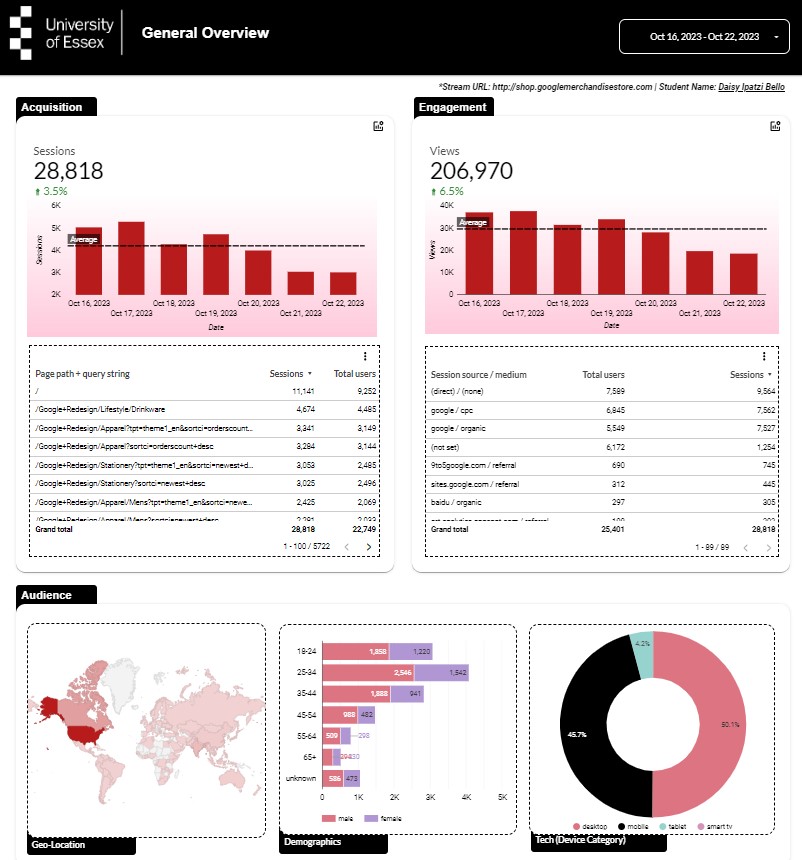 University
of Essex
General Overview
Oct 16, 2023 - Oct 22, 2023
*Stream URL: http://shop.googlemerchandisestore.com | Student Name: Daisy Ipatzi Bello
Acquisition
Sessions
28,818
3.5%
6K
5K
4K
3K
2K
Sessions
Average
Oct 16, 2023
Oct 17, 2023
Oct 18, 2023
Oct 19, 2023
Oct 20, 2023
Oct 21, 2023
Oct 22, 2023
Date
Page path + query string Sessions Total users
/ 11,141 9,252
/Google+Redesign/Lifestyle/Drinkware 4,674 4,485
/Google+Redesign/Apparel?tpt=theme1_en&sortci=orderscount... 3,341 3,149
/Google+Redesign/Apparel?sortci=orderscount+desc 3,284 3,144
/Google+Redesign/Stationery?tpt=theme1_en&sortci=newest+d... 3,053 2,485
/Google+Redesign/Stationery?sortci=newest+desc 3,025 2,496
/Google+Redesign/Apparel/Mens?tpt=theme1_en&sortci=newe... 2,425 2,069
/Google+Redesign/Apparel/Mens?sortci=newest+desc 2,291 2,033
Grand total 28,818 22,749
1 - 100 / 5722
Engagement
Views
206,970
6.5%
40K
30K
20K
10K
0
Views
Average
Oct 16, 2023
Oct 17, 2023
Oct 18, 2023
Oct 19, 2023
Oct 20, 2023
Oct 21, 2023
Oct 22, 2023
Date
Session source / medium Total users Sessions
(direct) / (none) 7,589 9,564
google / cpc 6,845 7,562
google / organic 5,549 7,527
(not set) 6,172 1,254
9to5google.com / referral 690 745
sites.google.com / referral 312 445
baidu / organic 297 305
/ referral
Grand total 25,401 28,818
1 - 89 / 89
Audience
Geo-Location
18-24 1,858 1,220
25-34 2,546 1,542
35-44 1,888 941
45-54 988 482
55-64 509 298
65+
unknown 586 473
0 1K 2K 3K 4K 5K
male female
Demographics
4.2%
45.7%
50.1%
desktop mobile tablet smart tv
Tech (Device Category)